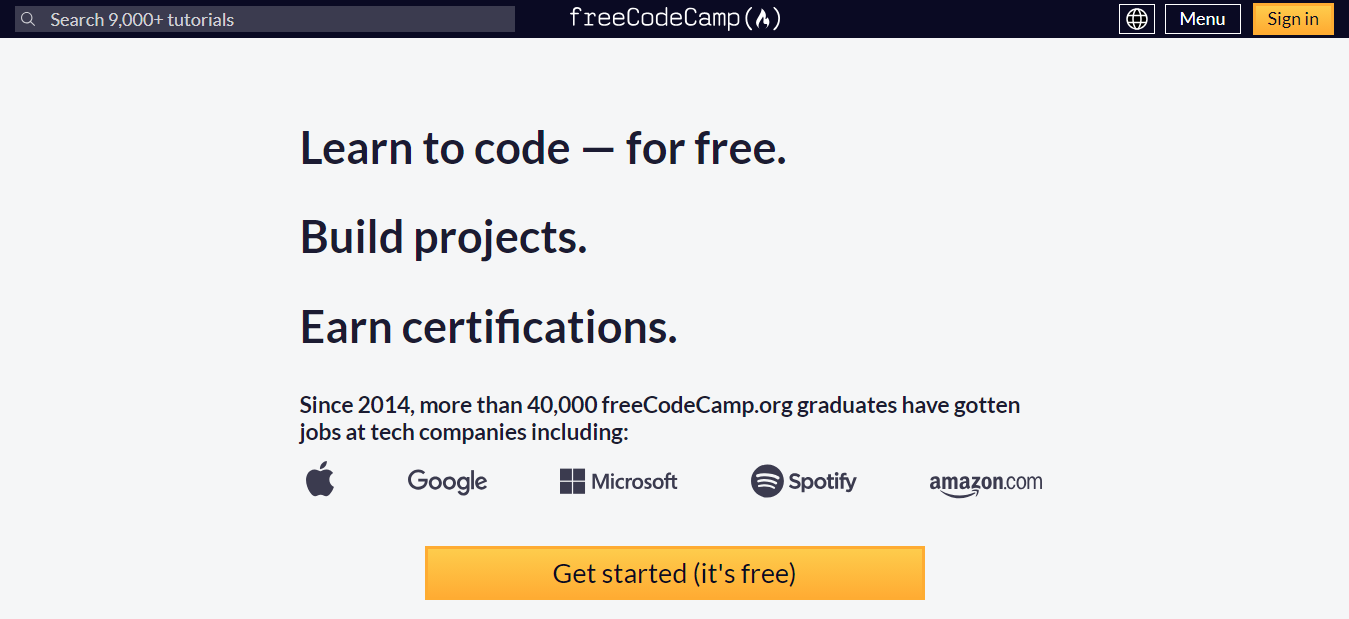 Search 9,000+ tutorials
freeCodeCamp(🔥)
Menu
Sign in
Learn to code — for free.
Build projects.
Earn certifications.
Since 2014, more than 40,000 freeCodeCamp.org graduates have gotten
jobs at tech companies including:
Google
Microsoft
Spotify
amazon.com
Get started (it's free)